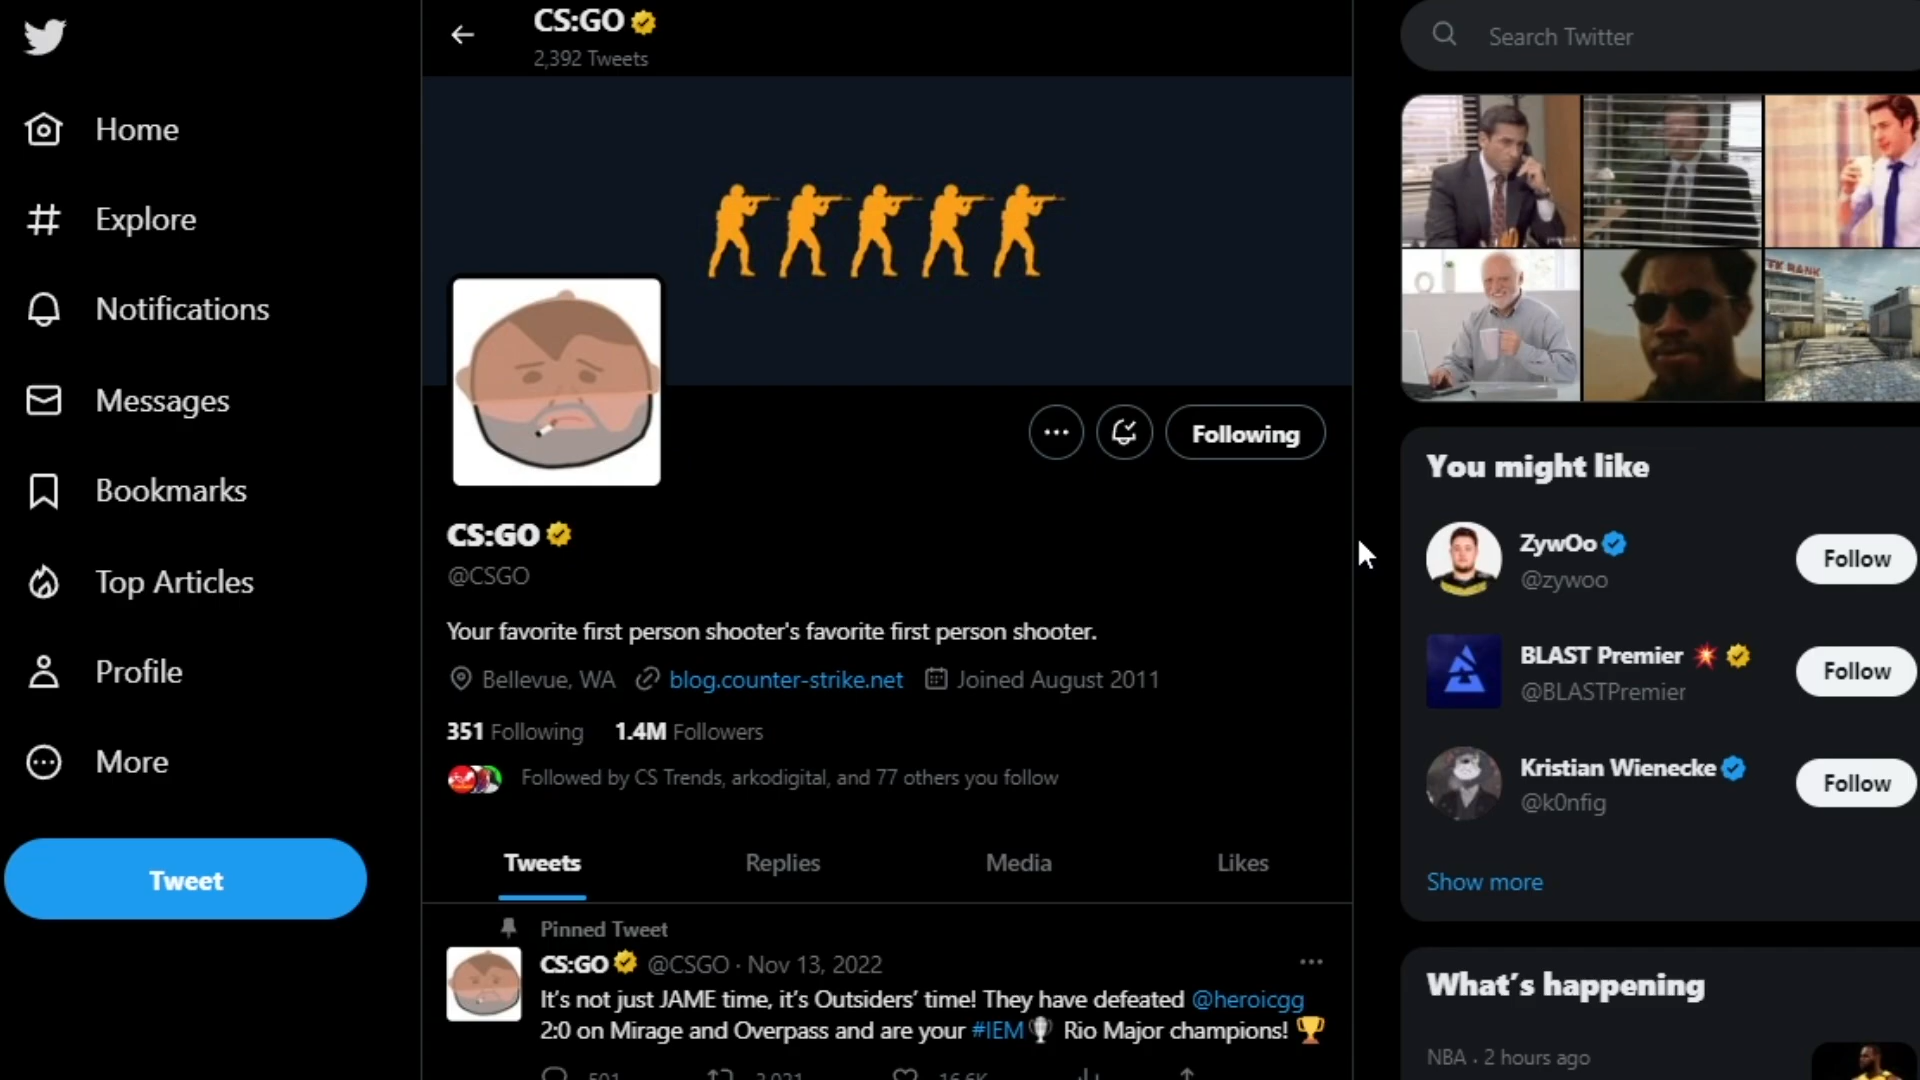 Home
Explore
Notifications
Messages
Bookmarks
Top Articles
Profile
More
Tweet
CS:GO
2,392 Tweets
Following
CS:GO
@CSGO
Your favorite first person shooter's favorite first person shooter.
Bellevue, WA blog.counter-strike.net Joined August 2011
351 Following 1.4M Followers
Followed by CS Trends, arkodigital, and 77 others you follow
Tweets Replies Media Likes
Pinned Tweet
CS:GO @CSGO · Nov 13, 2022
It's not just JAME time, it's Outsiders' time! They have defeated @heroicgg
2:0 on Mirage and Overpass and are your #IEM Rio Major champions!
Search Twitter
BANK
You might like
ZywOo
@zywoo
Follow
BLAST Premier
@BLASTPremier
Follow
Kristian Wienecke
@k0nfig
Follow
Show more
What's happening
NBA · 2 hours ago